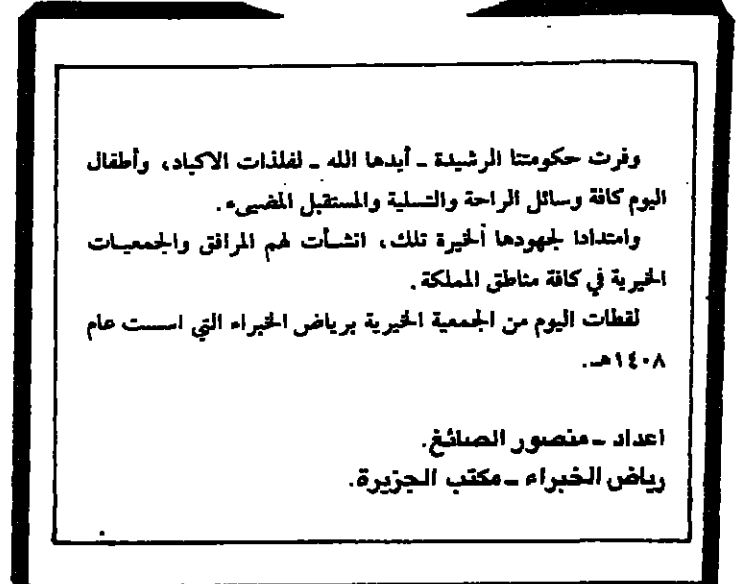 وفرت حكومتنا الرشيدة ـ أيدها الله ـ لفلذات الاكباد، وأطفال
اليوم كافة وسائل الراحة والتسلية والمستقبل المضيىء.
وامتدادا لجهودها الخيرة تلك، انشأت لهم المرافق والجمعيات
الخيرية في كافة مناطق المملكة.
لقطات اليوم من الجمعية الخيرية برياض الخبراء التي اسست عام
١٤٠٨هـ.
اعداد ـ منصور الصائغ.
رياض الخبراء ـ مكتب الجزيرة.